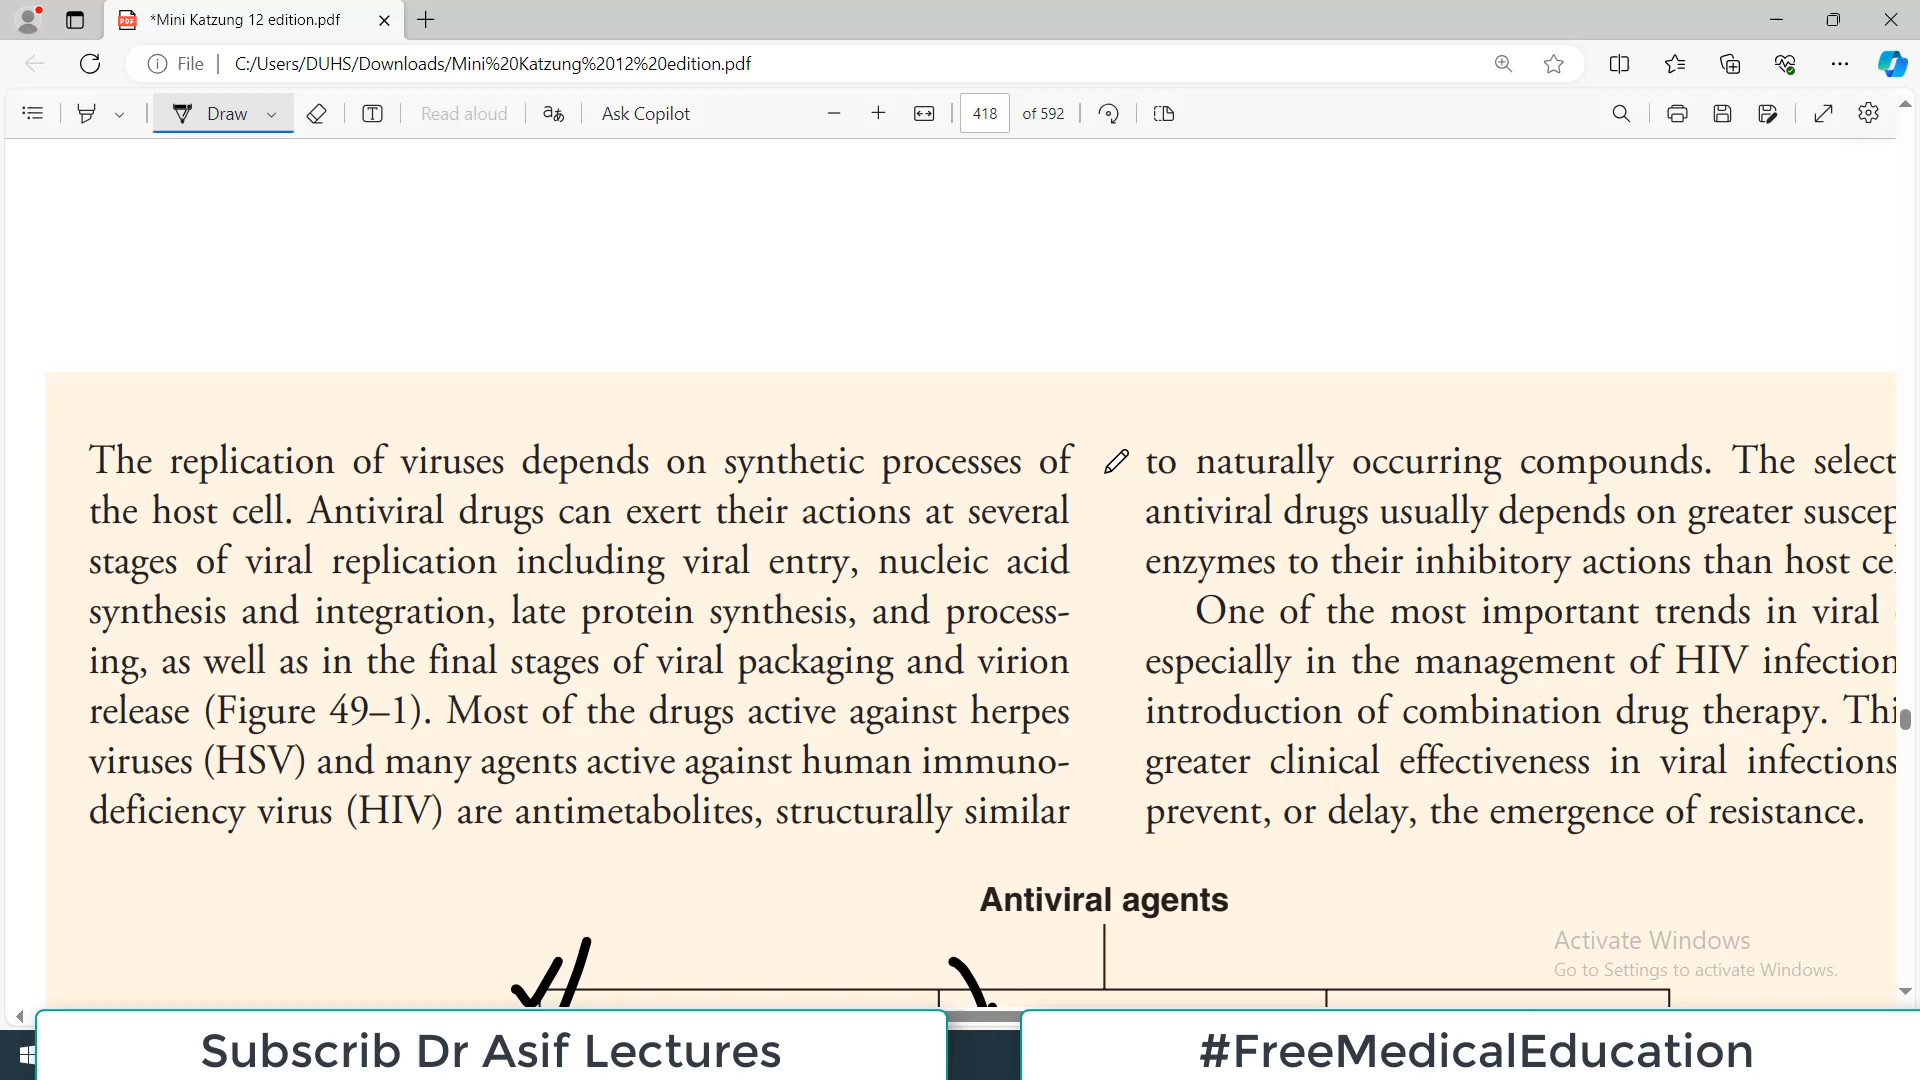 *Mini Katzung 12 edition.pdf
File
C:/Users/DUHS/Downloads/Mini%20Katzung%2012%20edition.pdf
Draw
Read aloud
Ask Copilot
418
of 592
The replication of viruses depends on synthetic processes of
the host cell. Antiviral drugs can exert their actions at several
stages of viral replication including viral entry, nucleic acid
synthesis and integration, late protein synthesis, and process-
ing, as well as in the final stages of viral packaging and virion
release (Figure 49–1). Most of the drugs active against herpes
viruses (HSV) and many agents active against human immuno-
deficiency virus (HIV) are antimetabolites, structurally similar
to naturally occurring compounds. The select
antiviral drugs usually depends on greater suscep
enzymes to their inhibitory actions than host cel
One of the most important trends in viral
especially in the management of HIV infection
introduction of combination drug therapy. Thi
greater clinical effectiveness in viral infections
prevent, or delay, the emergence of resistance.
Antiviral agents
Activate Windows
Go to Settings to activate Windows.
Subscrib Dr Asif Lectures
#FreeMedicalEducation